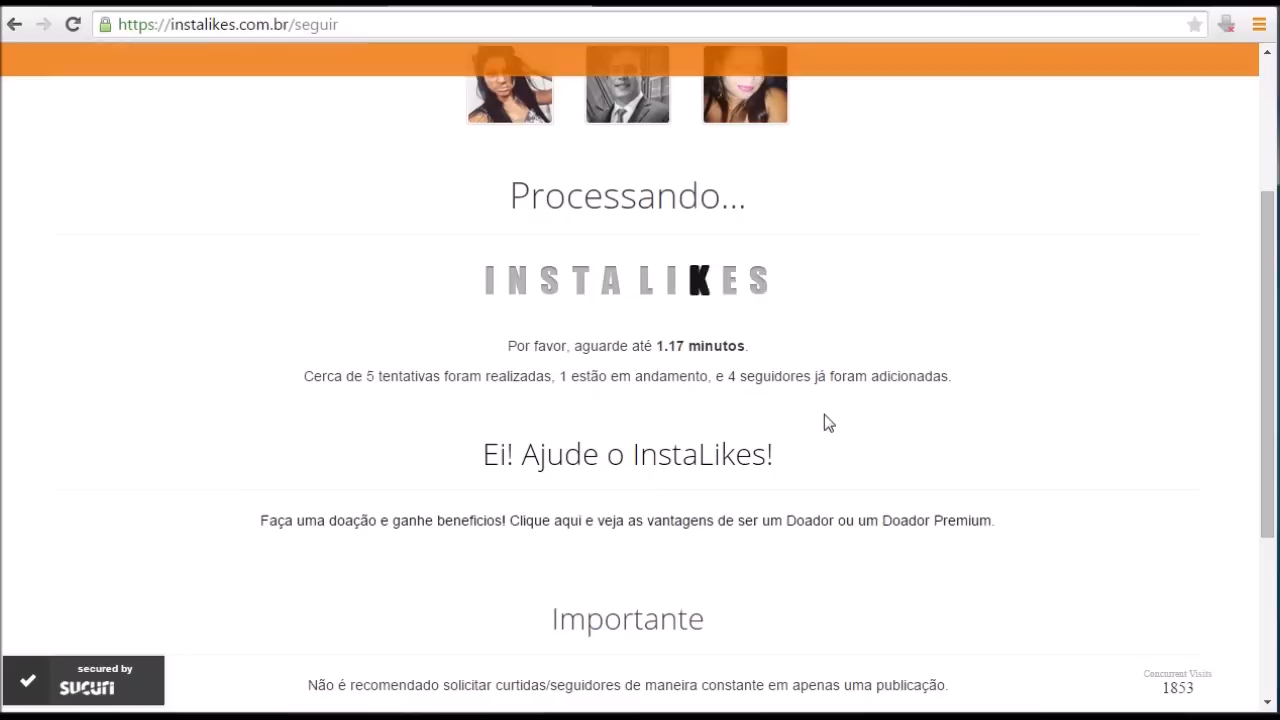 https://instalikes.com.br/seguir
Processando...
INSTALIKES
Por favor, aguarde até 1.17 minutos.
Cerca de 5 tentativas foram realizadas, 1 estão em andamento, e 4 seguidores já foram adicionadas.
Ei! Ajude o InstaLikes!
Faça uma doação e ganhe beneficios! Clique aqui e veja as vantagens de ser um Doador ou um Doador Premium.
Importante
secured by
sucuri
Não é recomendado solicitar curtidas/seguidores de maneira constante em apenas uma publicação.
Concurrent Visits
1853